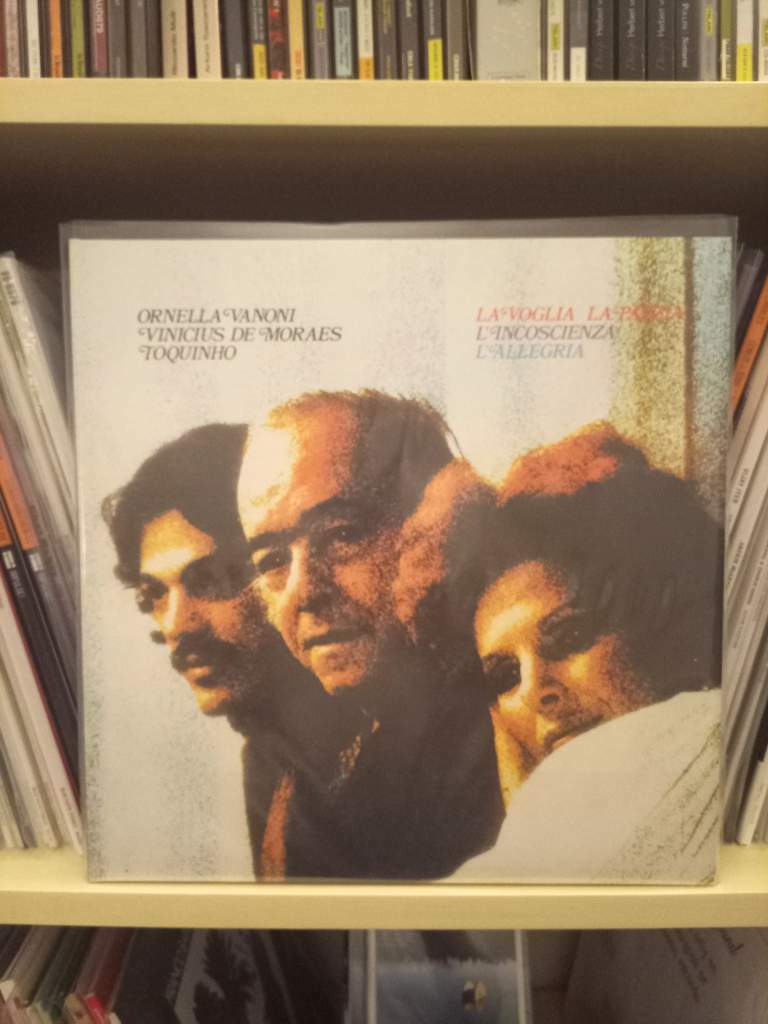 ORNELLA VANONI
VINICIUS DE MORAES
TOQUINHO
LA VOGLIA LA PAZZIA
L'INCOSCIENZA
L'ALLEGRIA